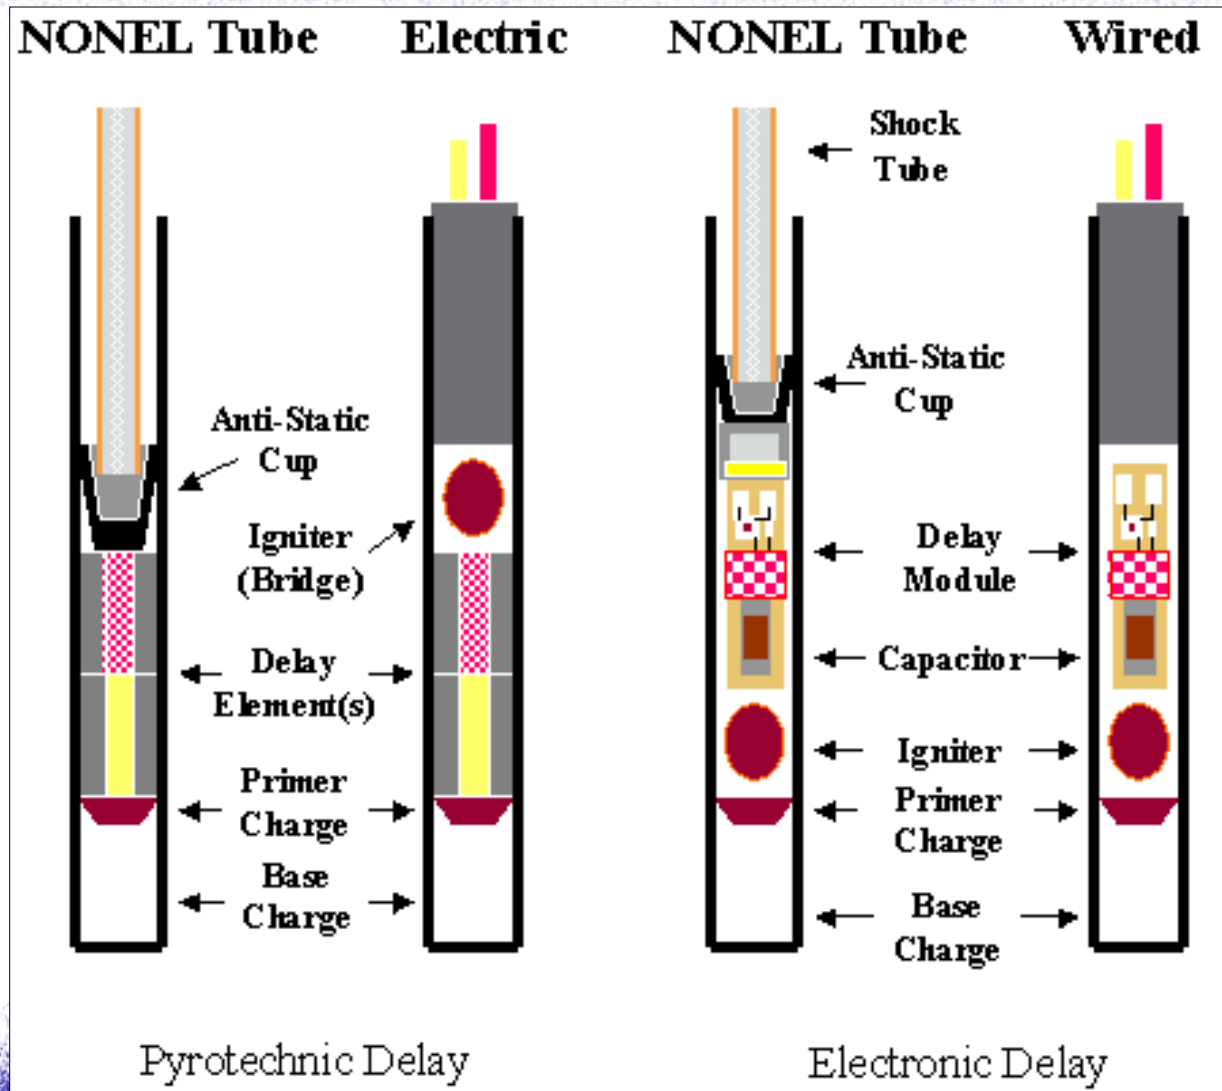 NONEL Tube
Electric
NONEL Tube
Wired
Shock
Tube
Anti-Static
Cup
Anti-Static
Cup
Igniter
(Bridge)
Delay
Module
Delay
Element(s)
Capacitor
Igniter
Primer
Charge
Primer
Charge
Base
Charge
Base
Charge
Pyrotechnic Delay
Electronic Delay